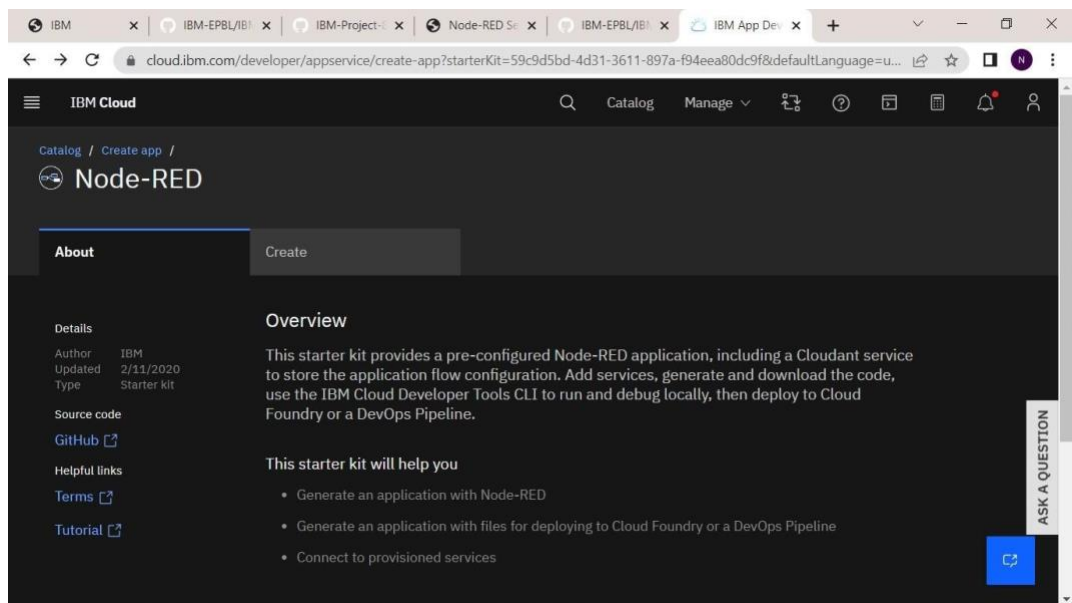 IBM
IBM-EPBL/IB
IBM-Project-
Node-RED Se
IBM-EPBL/IB
IBM App Dev
cloud.ibm.com/developer/appservice/create-app?starterKit=59c9d5bd-4d31-3611-897a-f94eea80dc9f&defaultLanguage=u...
N
IBM Cloud
Catalog
Manage
Catalog / Create app /
Node-RED
About
Create
Details
Author IBM
Updated 2/11/2020
Type Starter kit
Source code
GitHub
Helpful links
Terms
Tutorial
Overview
This starter kit provides a pre-configured Node-RED application, including a Cloudant service
to store the application flow configuration. Add services, generate and download the code,
use the IBM Cloud Developer Tools CLI to run and debug locally, then deploy to Cloud
Foundry or a DevOps Pipeline.
This starter kit will help you
• Generate an application with Node-RED
• Generate an application with files for deploying to Cloud Foundry or a DevOps Pipeline
• Connect to provisioned services
ASK A QUESTION